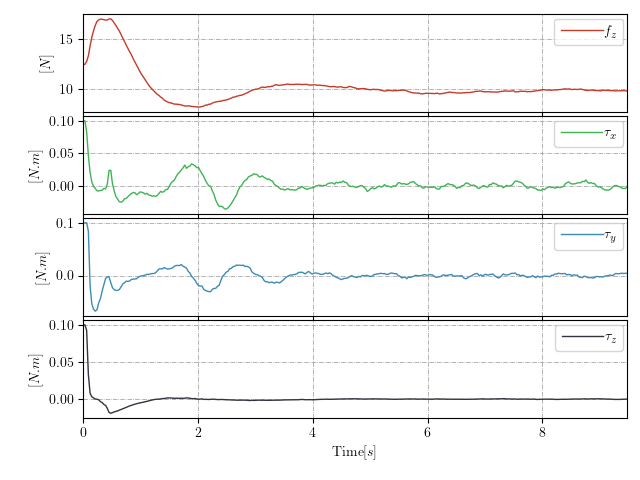 15
10
[N]
f_z
0.10
0.05
0.00
[N.m]
τ_x
0.1
0.0
[N.m]
τ_y
0.10
0.05
0.00
[N.m]
τ_z
0 2 4 6 8
Time[s]